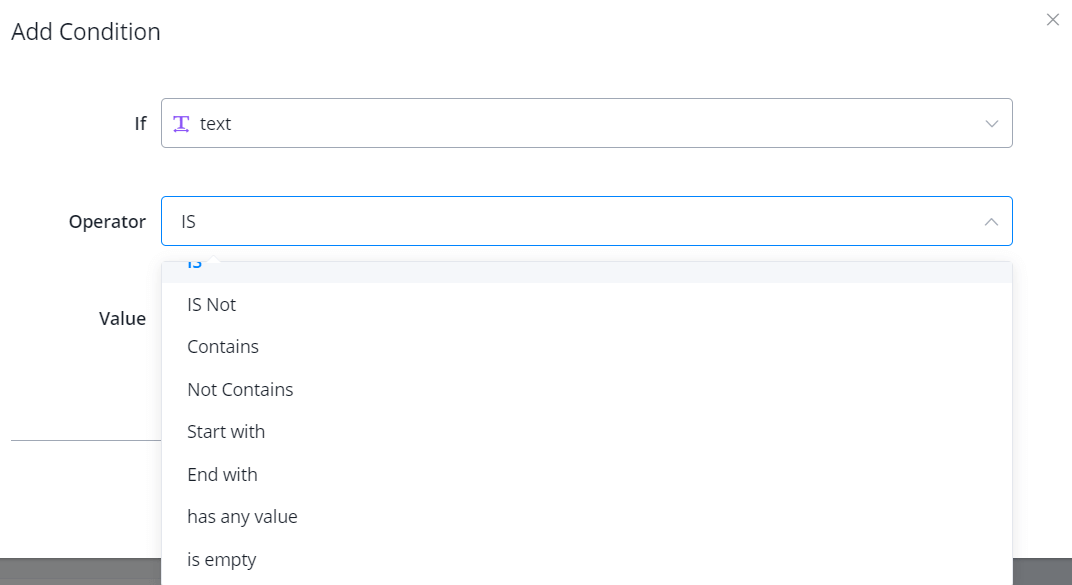 Add Condition
If
text
Operator
IS
IS
IS Not
Value
Contains
Not Contains
Start with
End with
has any value
is empty